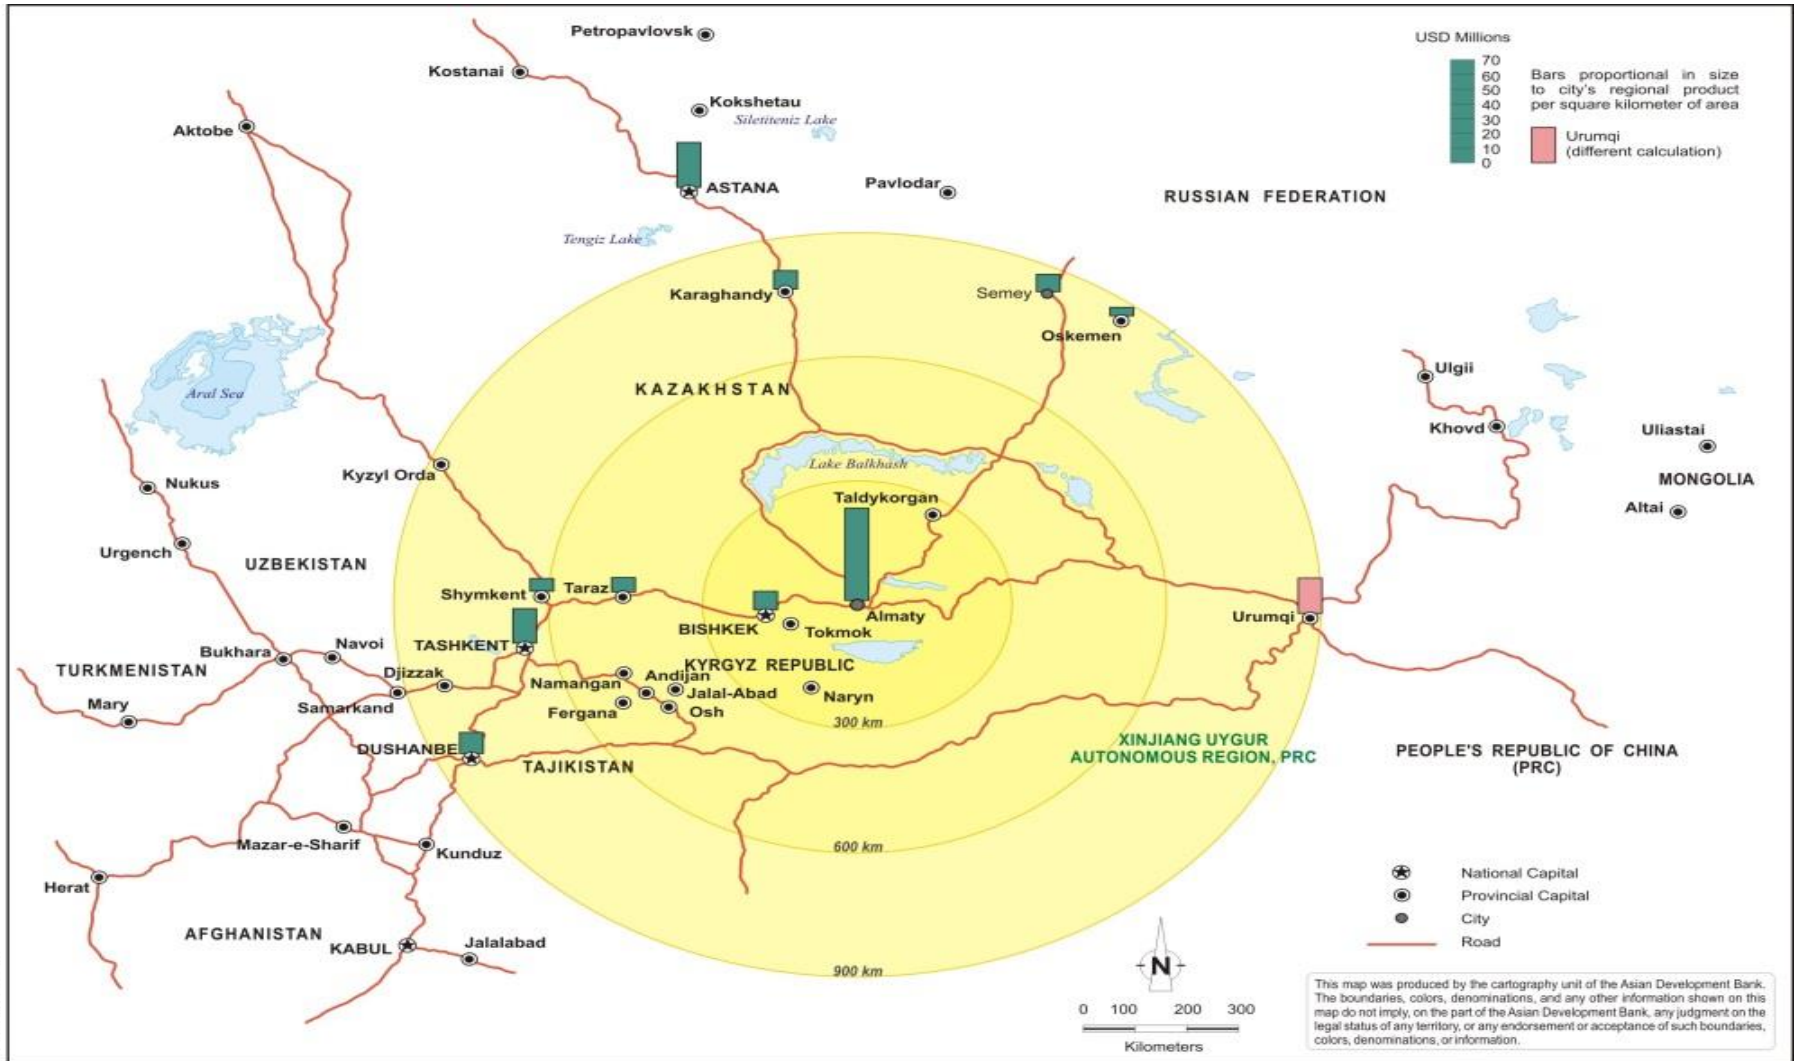 Petropavlovsk
USD Millions
70
60
50
40
30
20
10
0
Bars proportional in size
to city's regional product
per square kilometer of area
Urumqi
(different calculation)
Kostanai
Kokshetau
Siletiteniz Lake
Aktobe
ASTANA
Pavlodar
RUSSIAN FEDERATION
Tengiz Lake
Karaghandy
Semey
Oskemen
KAZAKHSTAN
Ulgii
Aral Sea
Khovd
Uliastai
Lake Balkhash
Kyzyl Orda
MONGOLIA
Nukus
Taldykorgan
Altai
Urgench
UZBEKISTAN
Shymkent
Taraz
Almaty
Urumqi
BISHKEK
Tokmok
TASHKENT
Navoi
Bukhara
TURKMENISTAN
KYRGYZ REPUBLIC
Djizzak
Andijan
Namangan
Jalal-Abad
Naryn
Mary
Samarkand
Fergana
Osh
300 km
XINJIANG UYGUR
AUTONOMOUS REGION, PRC
DUSHANBE
PEOPLE'S REPUBLIC OF CHINA
(PRC)
TAJIKISTAN
Mazar-e-Sharif
600 km
Kunduz
Herat
National Capital
Provincial Capital
City
Road
AFGHANISTAN
KABUL
Jalalabad
900 km
N
0 100 200 300
Kilometers
This map was produced by the cartography unit of the Asian Development Bank.
The boundaries, colors, denominations, and any other information shown on this
map do not imply, on the part of the Asian Development Bank, any judgment on the
legal status of any territory, or any endorsement or acceptance of such boundaries,
colors, denominations, or information.